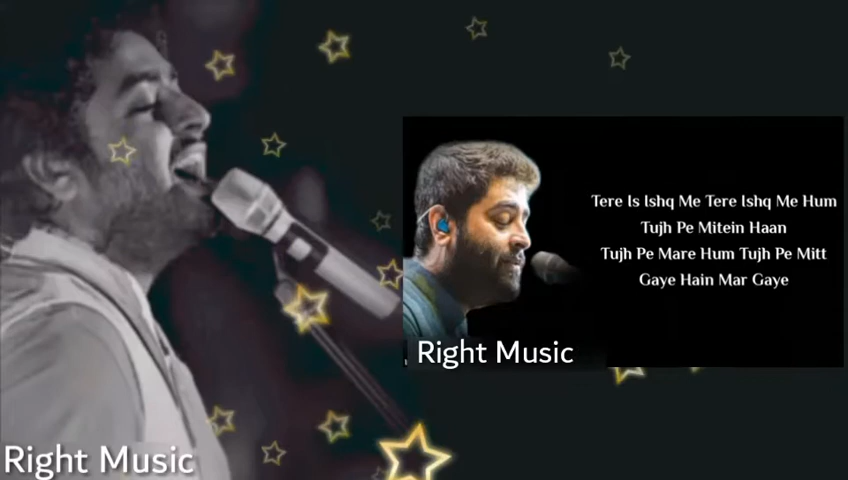 Tere Is Ishq Me Tere Ishq Me Hum
Tujh Pe Mitein Haan
Tujh Pe Mare Hum Tujh Pe Mitt
Gaye Hain Mar Gaye
Right Music
Right Music